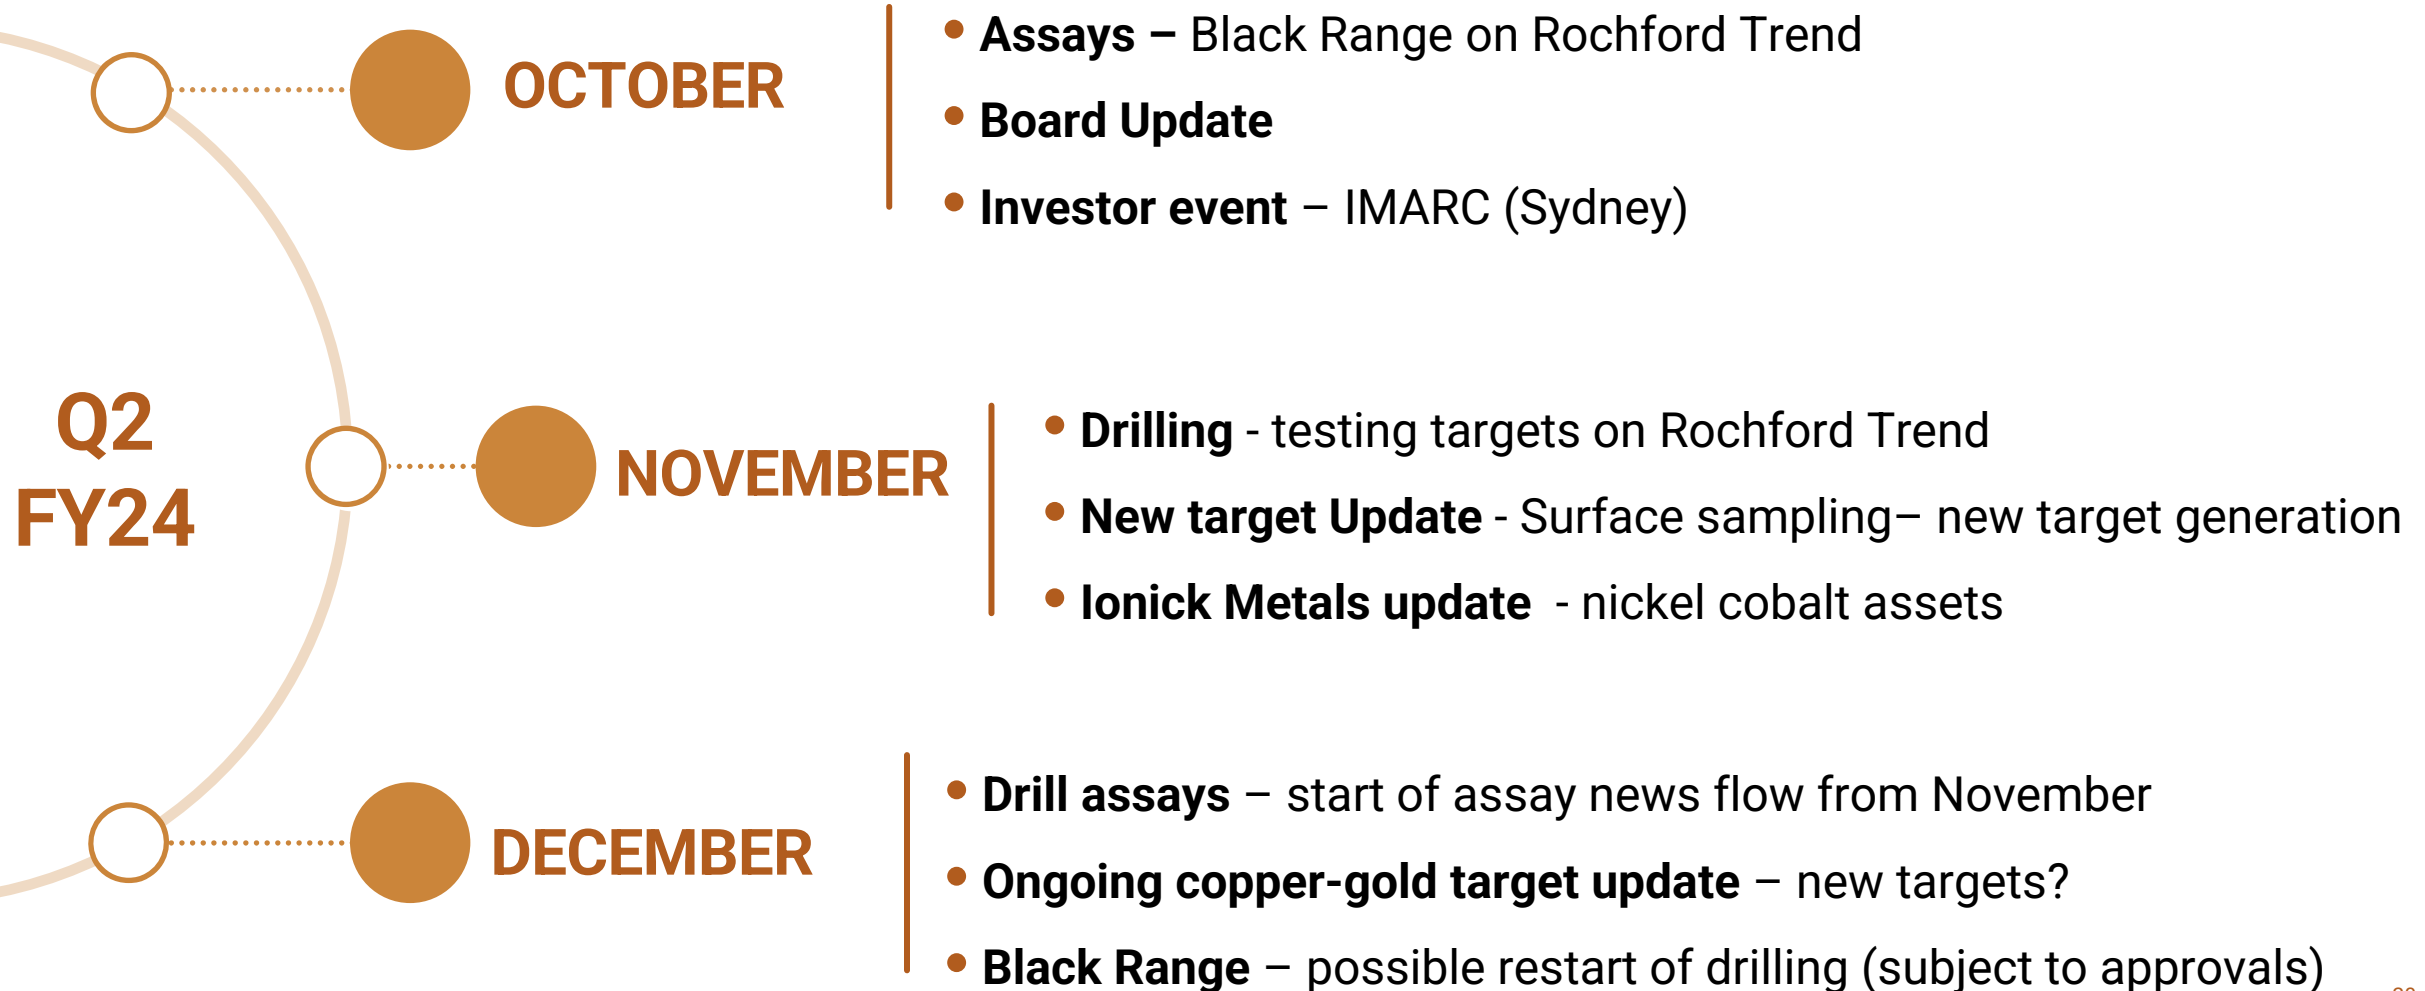 OCTOBER
• Assays – Black Range on Rochford Trend
• Board Update
• Investor event – IMARC (Sydney)
Q2
FY24
NOVEMBER
• Drilling - testing targets on Rochford Trend
• New target Update - Surface sampling– new target generation
• Ionick Metals update  - nickel cobalt assets
DECEMBER
• Drill assays – start of assay news flow from November
• Ongoing copper-gold target update – new targets?
• Black Range – possible restart of drilling (subject to approvals)